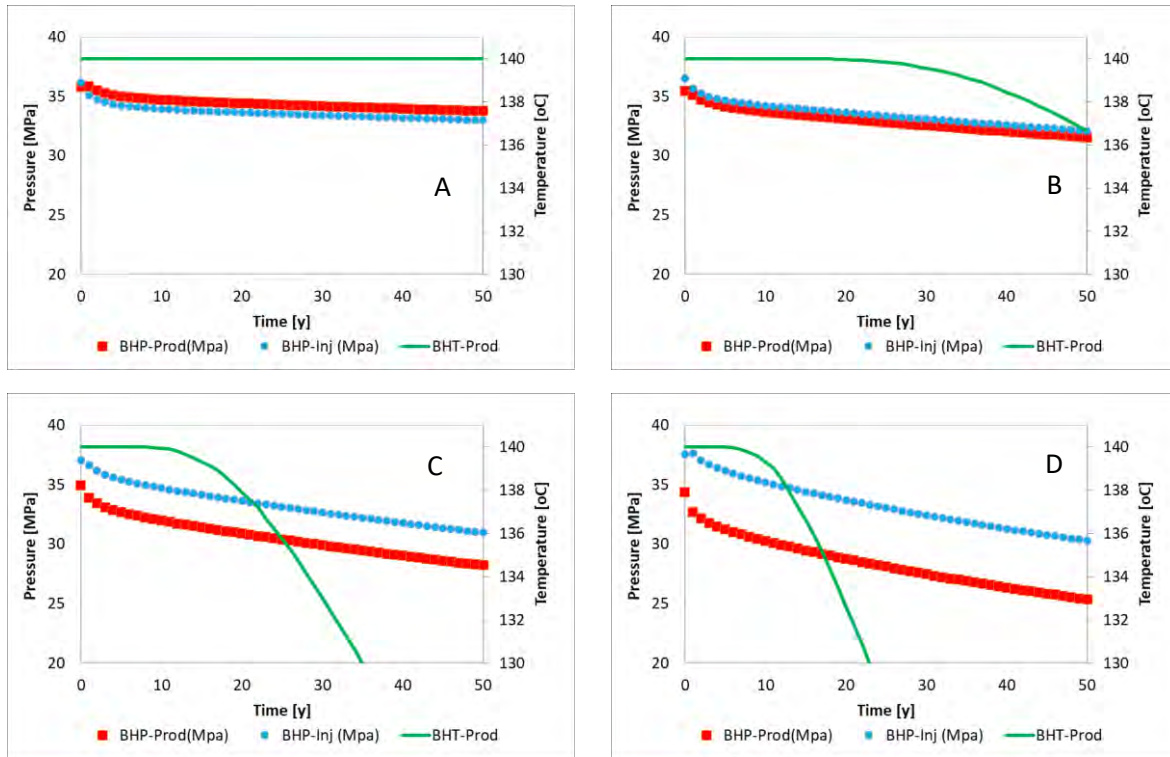 40
35
30
25
20
Pressure [MPa]
140
138
136
134
132
130
Temperature [oC]
A
0 10 20 30 40 50
Time [y]
BHP-Prod(Mpa) BHP-Inj (Mpa) BHT-Prod
40
35
30
25
20
Pressure [MPa]
140
138
136
134
132
130
Temperature [oC]
B
0 10 20 30 40 50
Time [y]
BHP-Prod(Mpa) BHP-Inj (Mpa) BHT-Prod
40
35
30
25
20
Pressure [MPa]
140
138
136
134
132
130
Temperature [oC]
C
0 10 20 30 40 50
Time [y]
BHP-Prod(Mpa) BHP-Inj (Mpa) BHT-Prod
40
35
30
25
20
Pressure [MPa]
140
138
136
134
132
130
Temperature [oC]
D
0 10 20 30 40 50
Time [y]
BHP-Prod(Mpa) BHP-Inj (Mpa) BHT-Prod